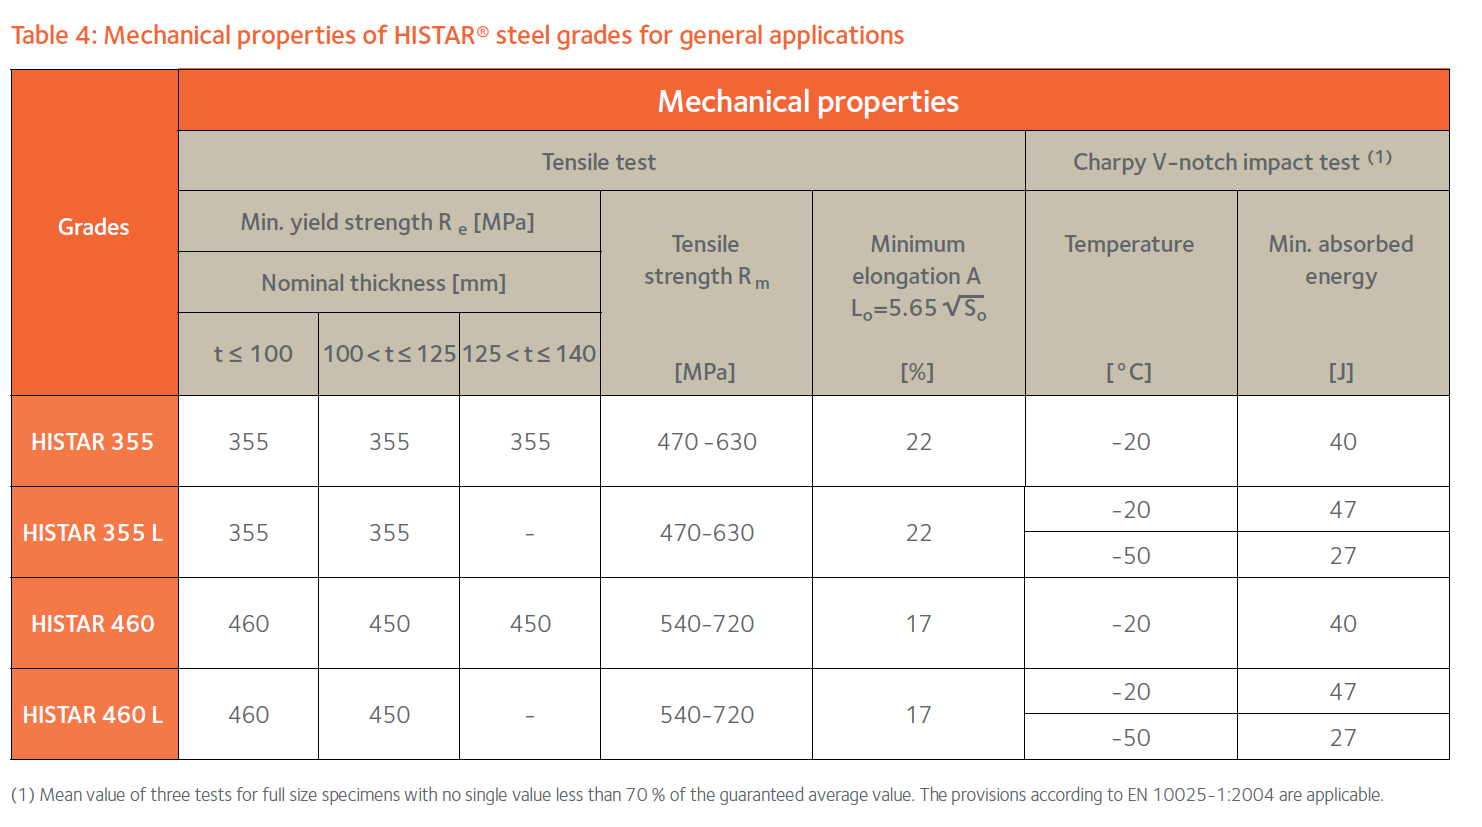 Table 4: Mechanical properties of HISTAR® steel grades for general applications
Grades
Mechanical properties
Tensile test
Charpy V-notch impact test (1)
Min. yield strength R e [MPa]
Nominal thickness [mm]
t ≤ 100
100 < t ≤ 125
125 < t ≤ 140
Tensile
strength R m
[MPa]
Minimum
elongation A
Lo=5.65 √So
[%]
Temperature
[°C]
Min. absorbed
energy
[J]
HISTAR 355 355 355 355 470 -630 22 -20 40
HISTAR 355 L 355 355 - 470-630 22 -20 47
-50 27
HISTAR 460 460 450 450 540-720 17 -20 40
HISTAR 460 L 460 450 - 540-720 17 -20 47
-50 27
(1) Mean value of three tests for full size specimens with no single value less than 70 % of the guaranteed average value. The provisions according to EN 10025-1:2004 are applicable.